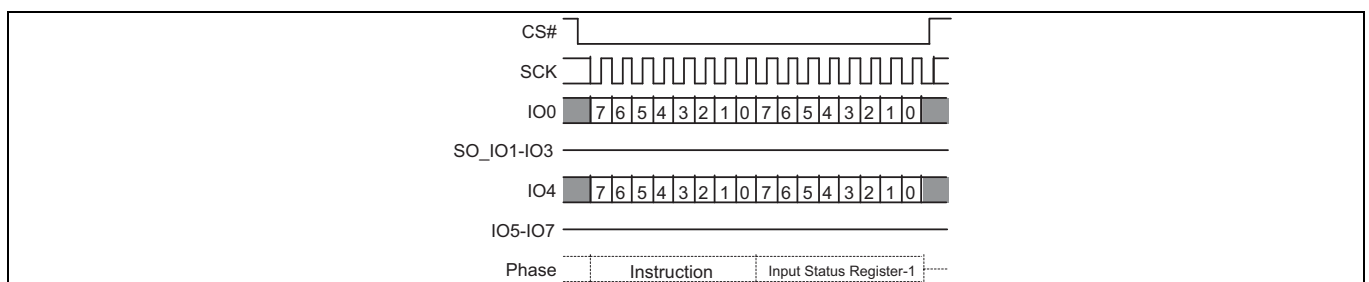 CS#
SCK
IO0 7 6 5 4 3 2 1 0 7 6 5 4 3 2 1 0
SO_IO1-IO3
IO4 7 6 5 4 3 2 1 0 7 6 5 4 3 2 1 0
IO5-IO7
Phase Instruction Input Status Register-1